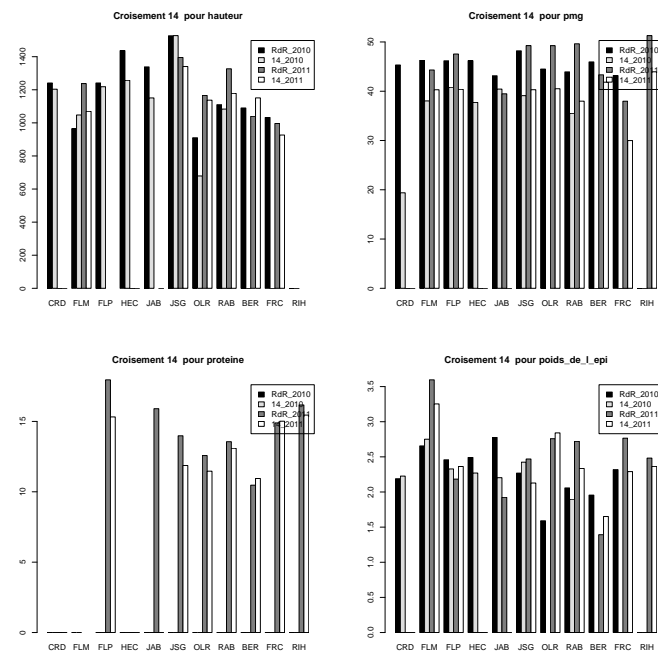 Croisement 14 pour hauteur
RdR_2010
14_2010
RdR_2011
14_2011
0 200 400 600 800 1000 1200 1400
CRD FLM FLP HEC JAB JSG OLR RAB BER FRC RIH
Croisement 14 pour pmg
RdR_2010
14_2010
RdR_2011
14_2011
0 10 20 30 40 50
CRD FLM FLP HEC JAB JSG OLR RAB BER FRC RIH
Croisement 14 pour proteine
RdR_2010
14_2010
RdR_2011
14_2011
0 5 10 15
CRD FLM FLP HEC JAB JSG OLR RAB BER FRC RIH
Croisement 14 pour poids_de_l_epi
RdR_2010
14_2010
RdR_2011
14_2011
0.0 0.5 1.0 1.5 2.0 2.5 3.0 3.5
CRD FLM FLP HEC JAB JSG OLR RAB BER FRC RIH